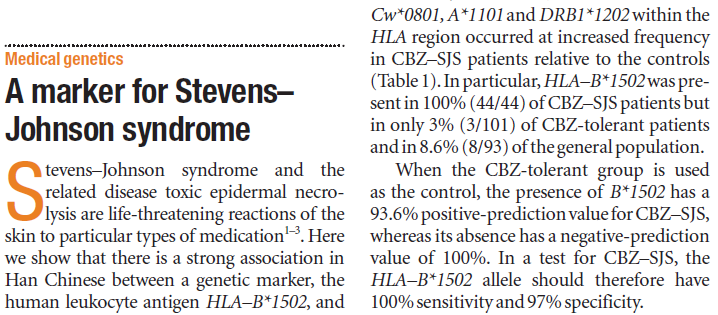 Medical genetics
A marker for Stevens–
Johnson syndrome
Stevens–Johnson syndrome and the
related disease toxic epidermal necro-
lysis are life-threatening reactions of the
skin to particular types of medication1–3. Here
we show that there is a strong association in
Han Chinese between a genetic marker, the
human leukocyte antigen HLA–B*1502, and
Cw*0801, A*1101 and DRB1*1202 within the
HLA region occurred at increased frequency
in CBZ–SJS patients relative to the controls
(Table 1). In particular, HLA–B*1502 was pre-
sent in 100% (44/44) of CBZ–SJS patients but
in only 3% (3/101) of CBZ-tolerant patients
and in 8.6% (8/93) of the general population.
When the CBZ-tolerant group is used
as the control, the presence of B*1502 has a
93.6% positive-prediction value for CBZ–SJS,
whereas its absence has a negative-prediction
value of 100%. In a test for CBZ–SJS, the
HLA–B*1502 allele should therefore have
100% sensitivity and 97% specificity.